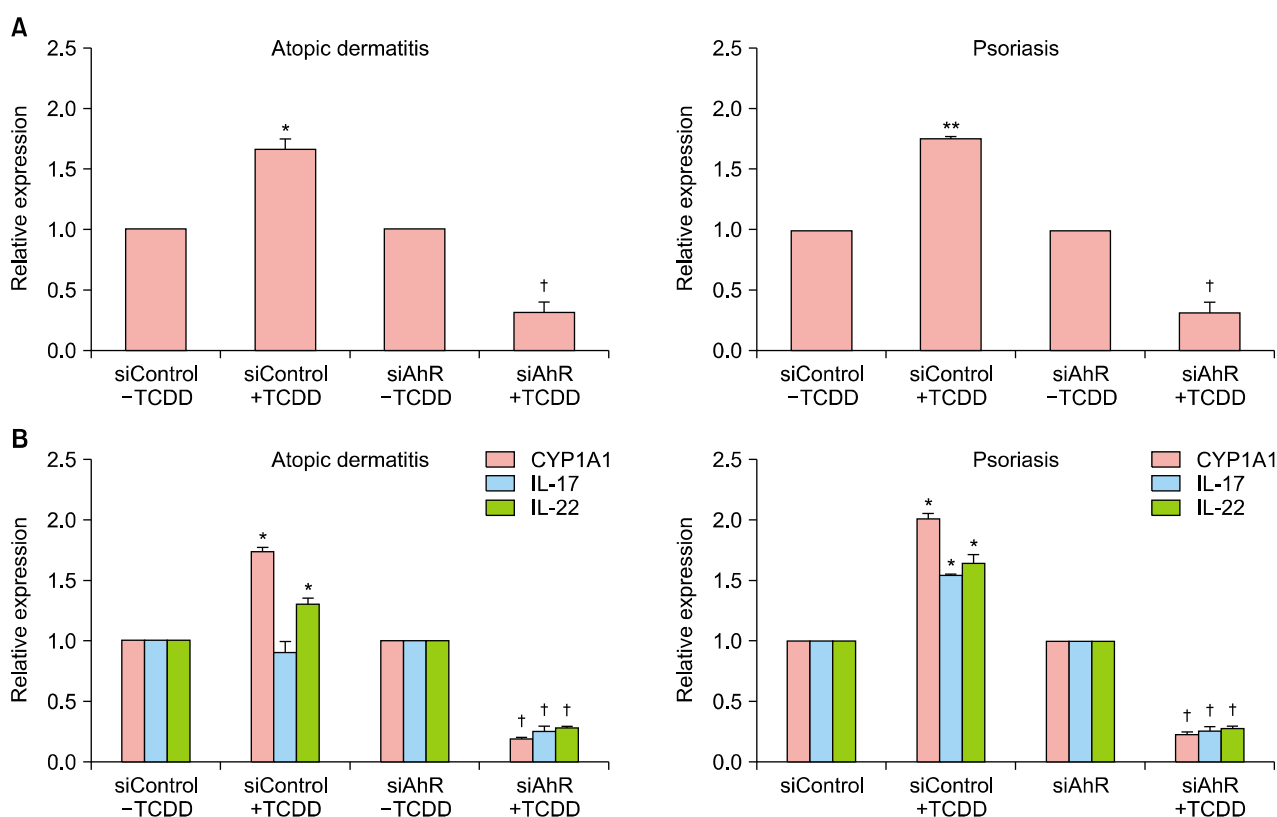 A
Atopic dermatitis
Relative expression
2.5
2.0
1.5
1.0
0.5
0.0
*
†
siControl siControl siAhR siAhR
−TCDD +TCDD −TCDD +TCDD
Psoriasis
Relative expression
2.5
2.0
1.5
1.0
0.5
0.0
**
†
siControl siControl siAhR siAhR
−TCDD +TCDD −TCDD +TCDD
B
Atopic dermatitis
CYP1A1
IL-17
IL-22
Relative expression
2.5
2.0
1.5
1.0
0.5
0.0
*
*
† † †
siControl siControl siAhR siAhR
−TCDD +TCDD −TCDD +TCDD
Psoriasis
CYP1A1
IL-17
IL-22
Relative expression
2.5
2.0
1.5
1.0
0.5
0.0
*
*
*
† † †
siControl siControl siAhR siAhR
+TCDD +TCDD